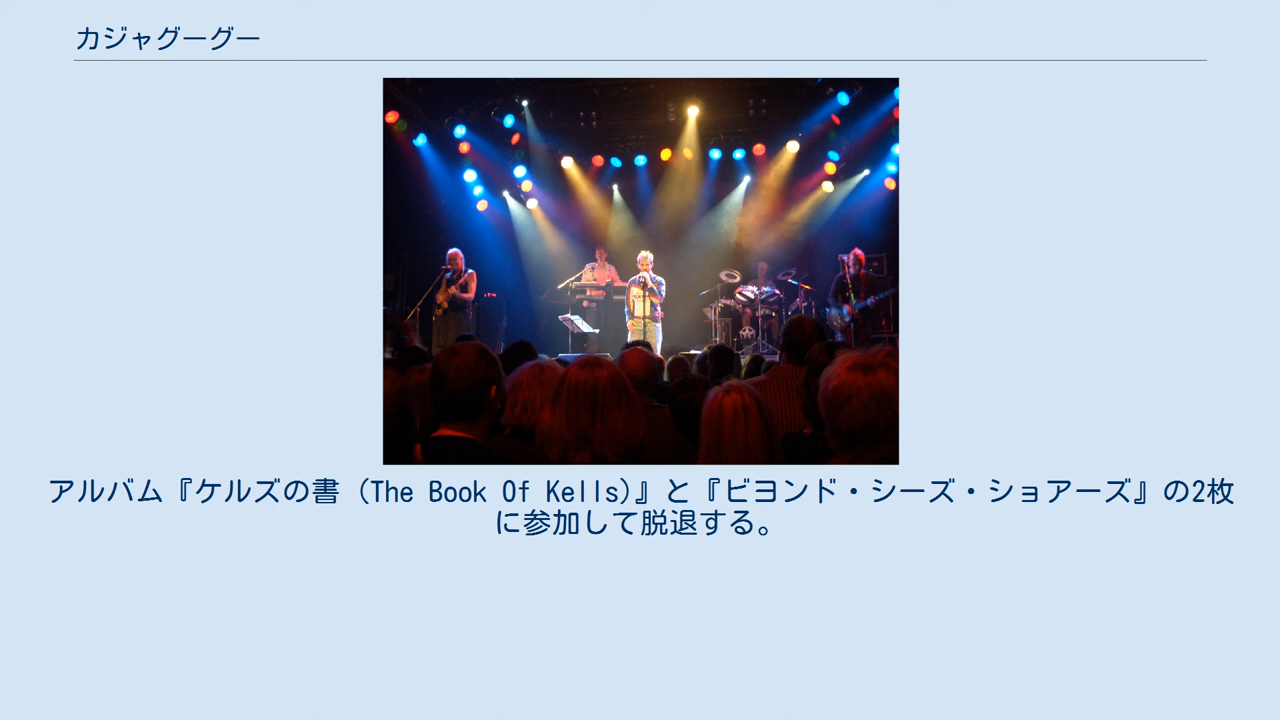 カジャグーグー
アルバム『ケルズの書 (The Book Of Kells)』と『ビヨンド・シーズ・ショアーズ』の2枚
に参加して脱退する。